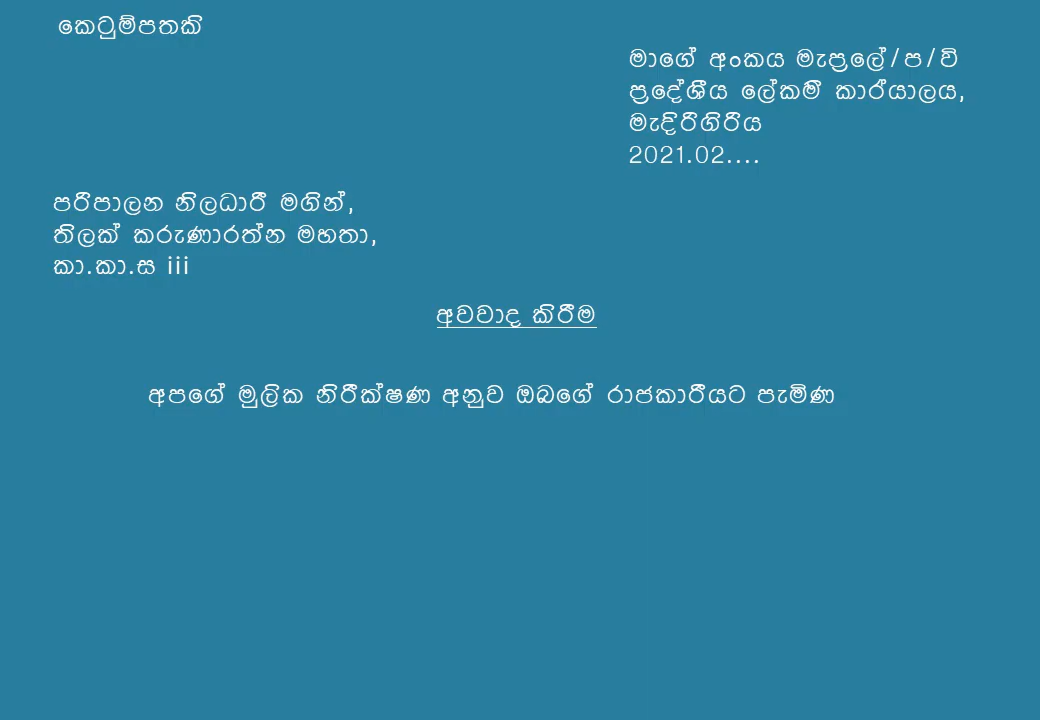 කෙටුම්පතකි
මාගේ අංකය මැප්‍රලේ/ප/වි
ප්‍රදේශීය ලේකම් කාර්යාලය,
මැදිරිගිරිය
2021.02....
පරිපාලන නිලධාරී මගින්,
තිලක් කරුණාරත්න මහතා,
කා.කා.ස iii
අවවාද කිරීම
අපගේ මුලික නිරීක්ෂණ අනුව ඔබගේ රාජකාරියට පැමිණ